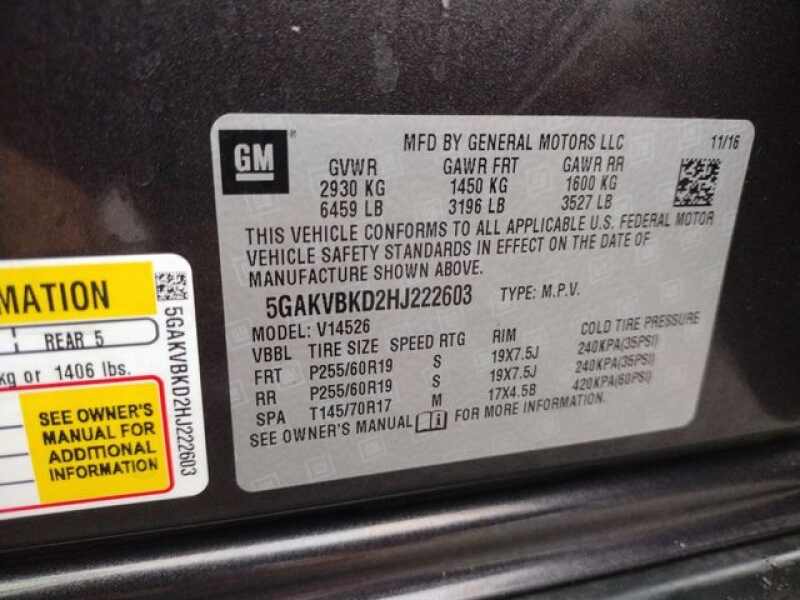 GM
MFD BY GENERAL MOTORS LLC 11/16
GVWR GAWR FRT GAWR RR
2930 KG 1450 KG 1600 KG
6459 LB 3196 LB 3527 LB
THIS VEHICLE CONFORMS TO ALL APPLICABLE U.S. FEDERAL MOTOR
VEHICLE SAFETY STANDARDS IN EFFECT ON THE DATE OF
MANUFACTURE SHOWN ABOVE.
5GAKVBKD2HJ222603 TYPE: M.P.V.
MODEL: V14526
VBBL TIRE SIZE SPEED RTG RIM COLD TIRE PRESSURE
FRT P255/60R19 S 19X7.5J 240KPA(35PSI)
RR P255/60R19 S 19X7.5J 240KPA(35PSI)
SPA T145/70R17 M 17X4.5B 420KPA(60PSI)
SEE OWNER'S MANUAL FOR MORE INFORMATION.
MATION
REAR 5
kg or 1406 lbs.
SEE OWNER'S
MANUAL FOR
ADDITIONAL
INFORMATION
5GAKVBKD2HJ222603